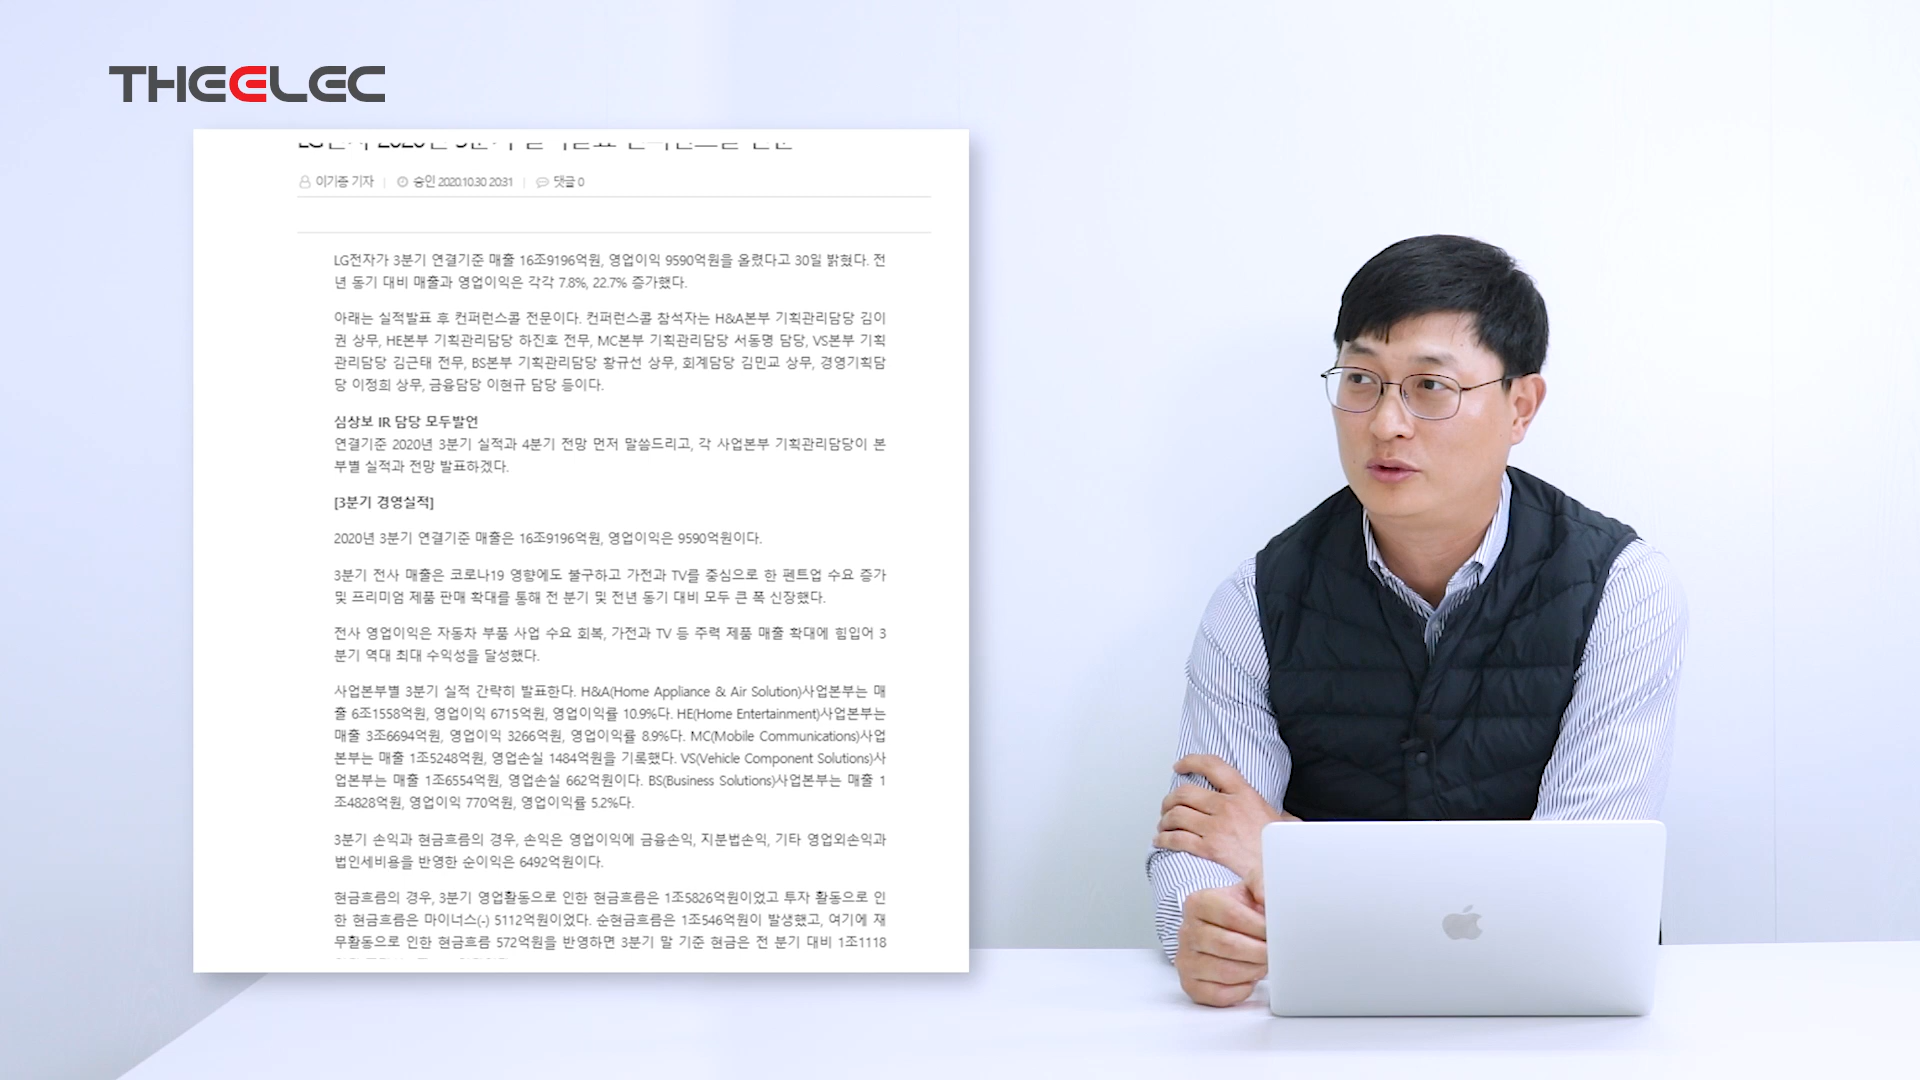 THEELEC
이기종 기자 | 승인 2020.10.30 20:31 | 댓글 0
LG전자가 3분기 연결기준 매출 16조9196억원, 영업이익 9590억원을 올렸다고 30일 밝혔다. 전
년 동기 대비 매출과 영업이익은 각각 7.8%, 22.7% 증가했다.
아래는 실적발표 후 컨퍼런스콜 전문이다. 컨퍼런스콜 참석자는 H&A본부 기획관리담당 김이
권 상무, HE본부 기획관리담당 하진호 전무, MC본부 기획관리담당 서동명 담당, VS본부 기획
관리담당 김근태 전무, BS본부 기획관리담당 황규선 상무, 회계담당 김민교 상무, 경영기획담
당 이정희 상무, 금융담당 이현규 담당 등이다.
심상보 IR 담당 모두발언
연결기준 2020년 3분기 실적과 4분기 전망 먼저 말씀드리고, 각 사업본부 기획관리담당이 본
부별 실적과 전망 발표하겠다.
[3분기 경영실적]
2020년 3분기 연결기준 매출은 16조9196억원, 영업이익은 9590억원이다.
3분기 전사 매출은 코로나19 영향에도 불구하고 가전과 TV를 중심으로 한 펜트업 수요 증가
및 프리미엄 제품 판매 확대를 통해 전 분기 및 전년 동기 대비 모두 큰 폭 신장했다.
전사 영업이익은 자동차 부품 사업 수요 회복, 가전과 TV 등 주력 제품 매출 확대에 힘입어 3
분기 역대 최대 수익성을 달성했다.
사업본부별 3분기 실적 간략히 발표한다. H&A(Home Appliance & Air Solution)사업본부는 매
출 6조1558억원, 영업이익 6715억원, 영업이익률 10.9%다. HE(Home Entertainment)사업본부는
매출 3조6694억원, 영업이익 3266억원, 영업이익률 8.9%다. MC(Mobile Communications)사업
본부는 매출 1조5248억원, 영업손실 1484억원을 기록했다. VS(Vehicle Component Solutions)사
업본부는 매출 1조6554억원, 영업손실 662억원이다. BS(Business Solutions)사업본부는 매출 1
조4828억원, 영업이익 770억원, 영업이익률 5.2%다.
3분기 손익과 현금흐름의 경우, 손익은 영업이익에 금융손익, 지분법손익, 기타 영업외손익과
법인세비용을 반영한 순이익은 6492억원이다.
현금흐름의 경우, 3분기 영업활동으로 인한 현금흐름은 1조5826억원이었고 투자 활동으로 인
한 현금흐름은 마이너스(-) 5112억원이었다. 순현금흐름은 1조546억원이 발생했고, 여기에 재
무활동으로 인한 현금흐름 572억원을 반영하면 3분기 말 기준 현금은 전 분기 대비 1조1118